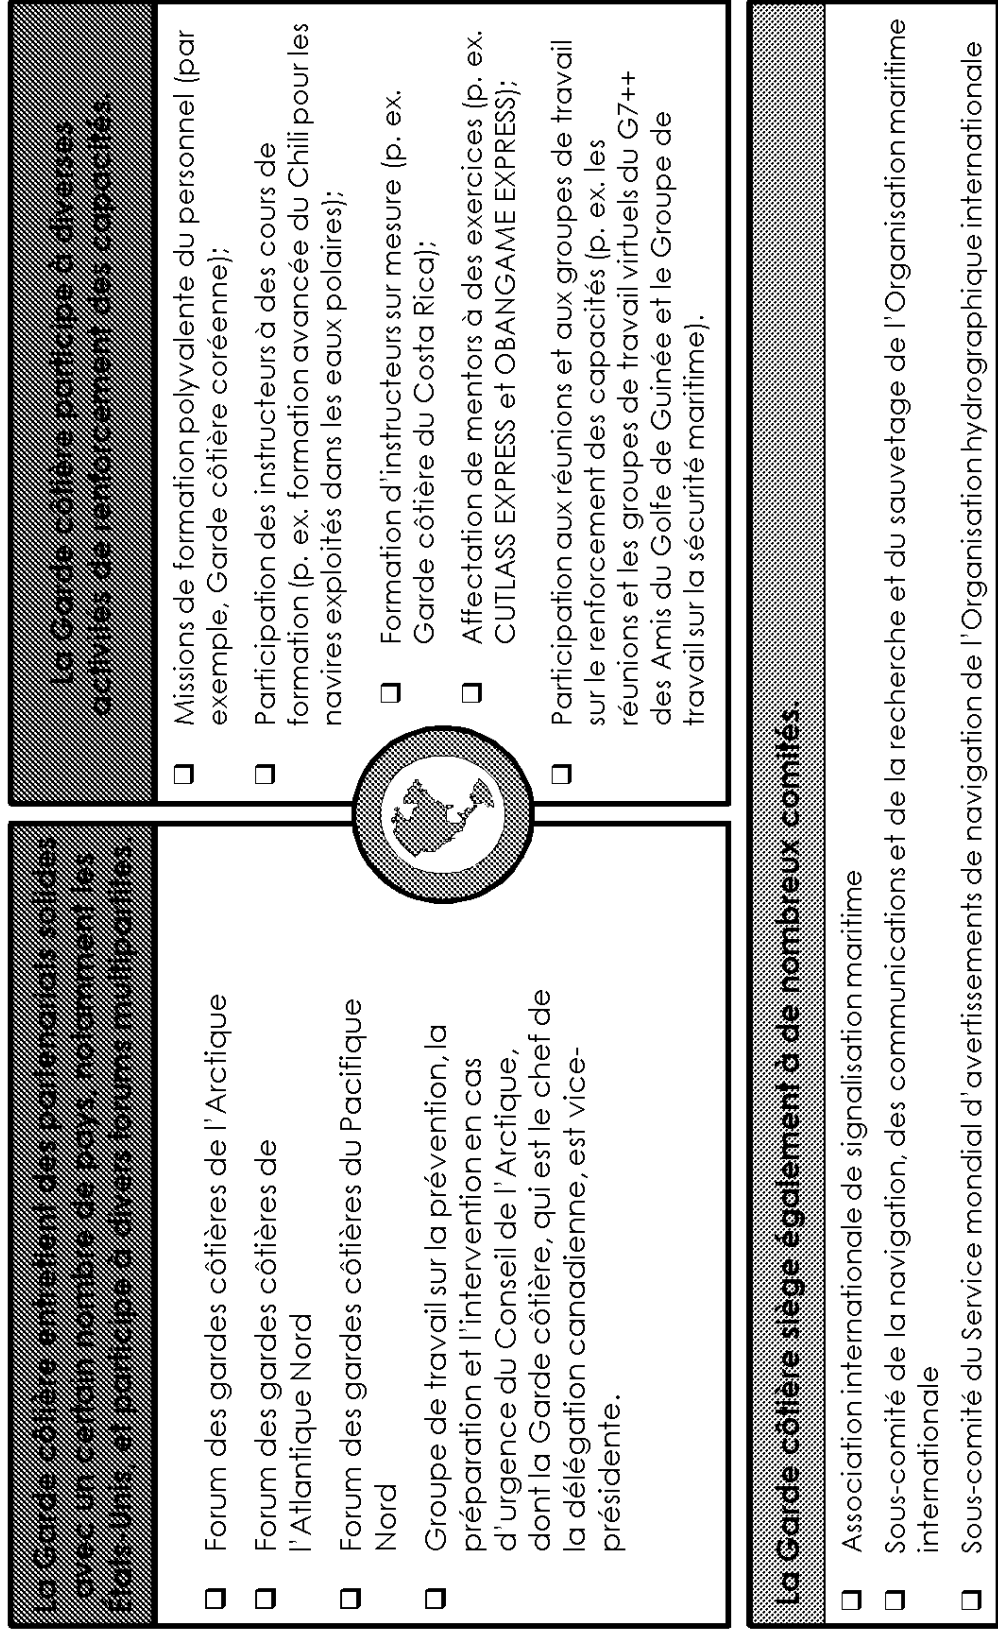 La Garde côtière entretient des partenariats solides
avec un certain nombre de pays, notamment les
États-Unis, et participe à divers forums multipartites.
❑ Forum des gardes côtières de l'Arctique
❑ Forum des gardes côtières de
l'Atlantique Nord
❑ Forum des gardes côtières du Pacifique
Nord
❑ Groupe de travail sur la prévention, la
préparation et l'intervention en cas
d'urgence du Conseil de l'Arctique,
dont la Garde côtière, qui est le chef de
la délégation canadienne, est vice-
présidente.
La Garde côtière participe à diverses
activités de renforcement des capacités.
❑ Missions de formation polyvalente du personnel (par
exemple, Garde côtière coréenne);
❑ Participation des instructeurs à des cours de
formation (p. ex. formation avancée du Chili pour les
navires exploités dans les eaux polaires);
❑ Formation d'instructeurs sur mesure (p. ex.
Garde côtière du Costa Rica);
❑ Affectation de mentors à des exercices (p. ex.
CUTLASS EXPRESS et OBANGAME EXPRESS);
❑ Participation aux réunions et aux groupes de travail
sur le renforcement des capacités (p. ex. les
réunions et les groupes de travail virtuels du G7++
des Amis du Golfe de Guinée et le Groupe de
travail sur la sécurité maritime).
La Garde côtière siège également à de nombreux comités.
❑ Association internationale de signalisation maritime
❑ Sous-comité de la navigation, des communications et de la recherche et du sauvetage de l'Organisation maritime
internationale
❑ Sous-comité du Service mondial d'avertissements de navigation de l'Organisation hydrographique internationale